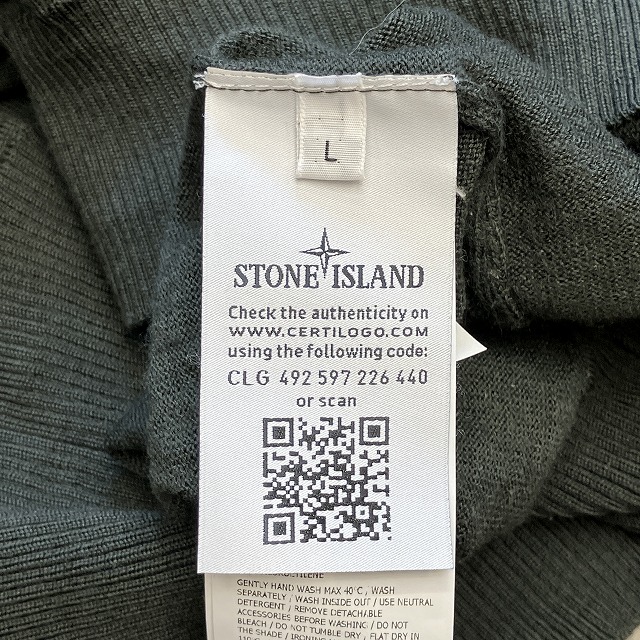 L
STONE ISLAND
Check the authenticity on
WWW.CERTILOGO.COM
using the following code:
CLG 492 597 226 440
or scan
GENTLY HAND WASH MAX 40°C, WASH
SEPARATELY, WASH INSIDE OUT / USE NEUTRAL
DETERGENT / REMOVE DETACHABLE
ACCESSORIES BEFORE WASHING / DO NOT
BLEACH / DO NOT TUMBLE DRY, FLAT DRY IN
THE SHADE / IRONING